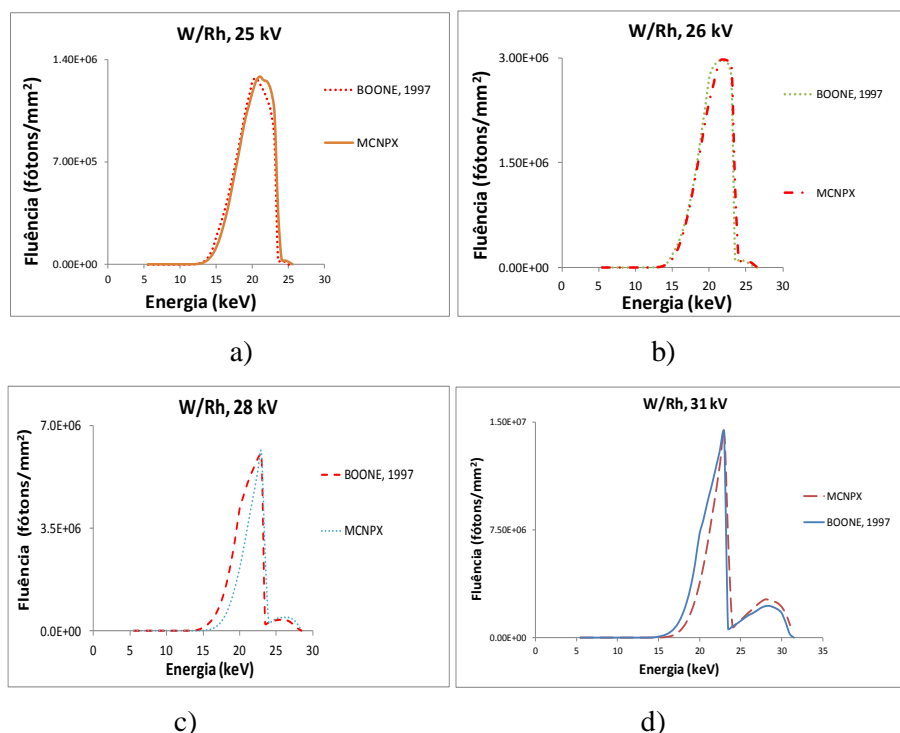 W/Rh, 25 kV
1.40E+06
7.00E+05
0.00E+00
Fluência (fótons/mm²)
0 5 10 15 20 25 30
Energia (keV)
BOONE, 1997
MCNPX
a)
W/Rh, 26 kV
3.00E+06
1.50E+06
0.00E+00
Fluência (fótons/mm²)
0 5 10 15 20 25 30
Energia (keV)
BOONE, 1997
MCNPX
b)
W/Rh, 28 kV
7.0E+06
3.5E+06
0.0E+00
Fluência (fótons/mm²)
0 5 10 15 20 25 30
Energia (keV)
BOONE, 1997
MCNPX
c)
W/Rh, 31 kV
1.50E+07
7.50E+06
0.00E+00
Fluência (fótons/mm²)
0 5 10 15 20 25 30 35
Energia (keV)
MCNPX
BOONE, 1997
d)